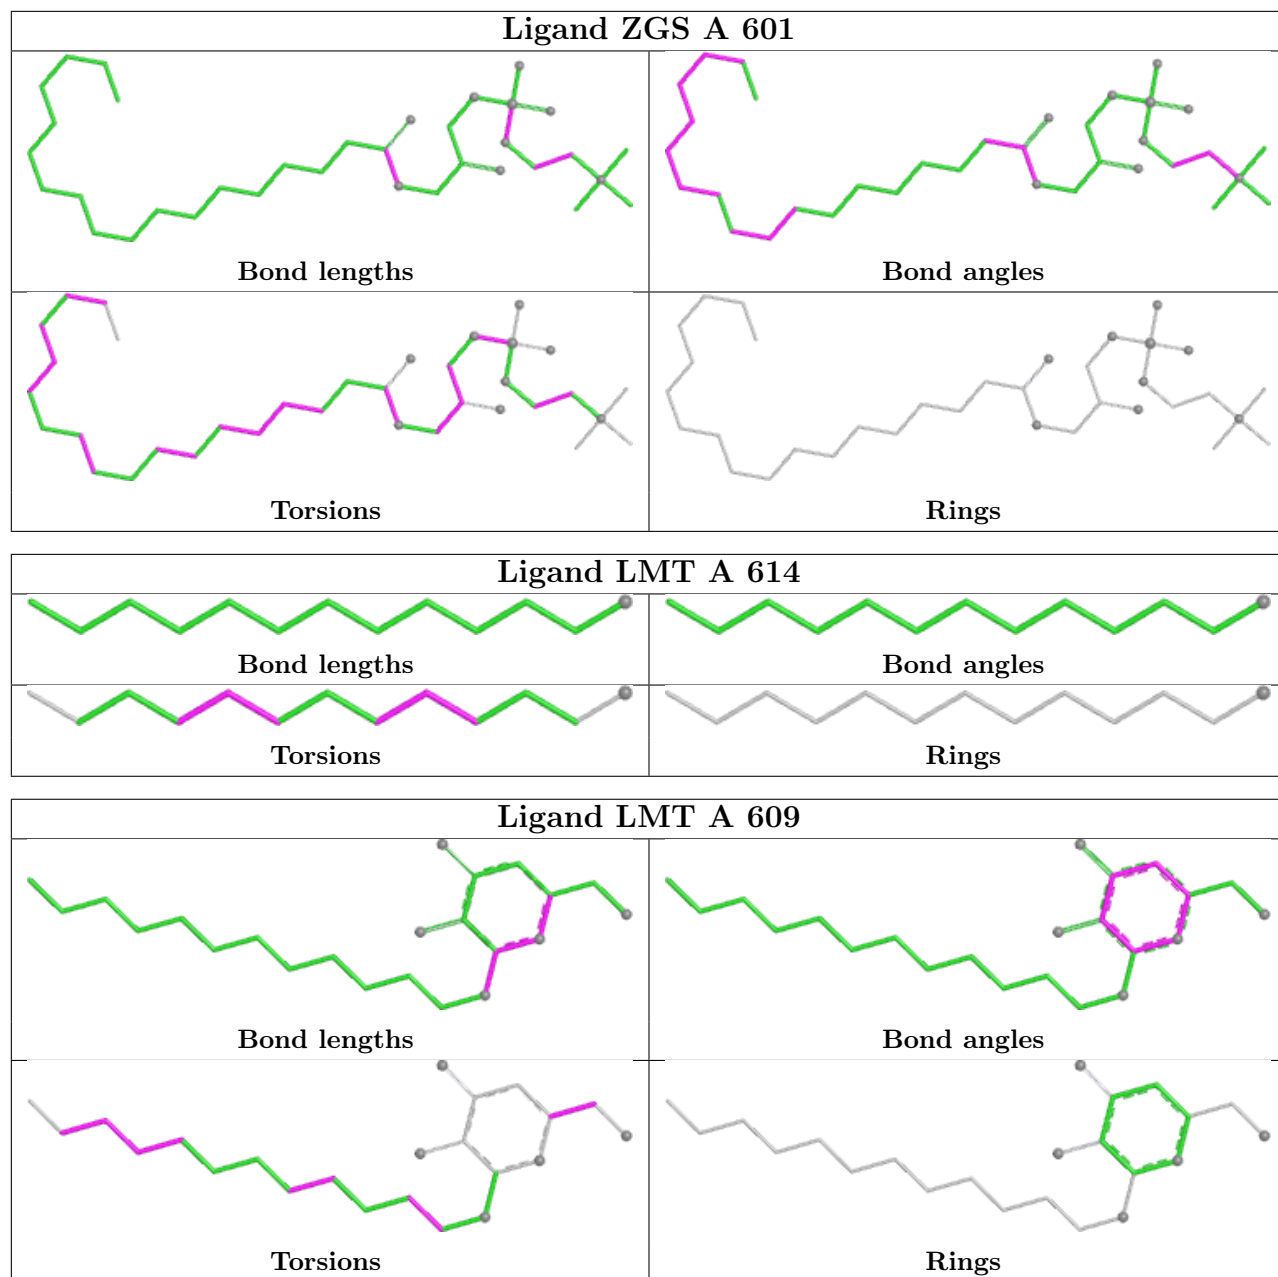 Ligand ZGS A 601
Bond lengths
Bond angles
Torsions
Rings
Ligand LMT A 614
Bond lengths
Bond angles
Torsions
Rings
Ligand LMT A 609
Bond lengths
Bond angles
Torsions
Rings